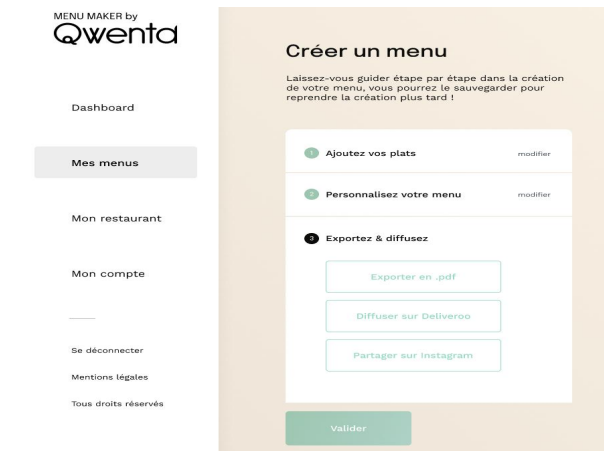 MENU MAKER by
Qwenta
Dashboard
Mes menus
Mon restaurant
Mon compte
Se déconnecter
Mentions légales
Tous droits réservés
Créer un menu
Laissez-vous guider étape par étape dans la création
de votre menu, vous pourrez le sauvegarder pour
reprendre la création plus tard !
1 Ajoutez vos plats modifier
2 Personnalisez votre menu modifier
3 Exportez & diffusez
Exporter en .pdf
Diffuser sur Deliveroo
Partager sur Instagram
Valider